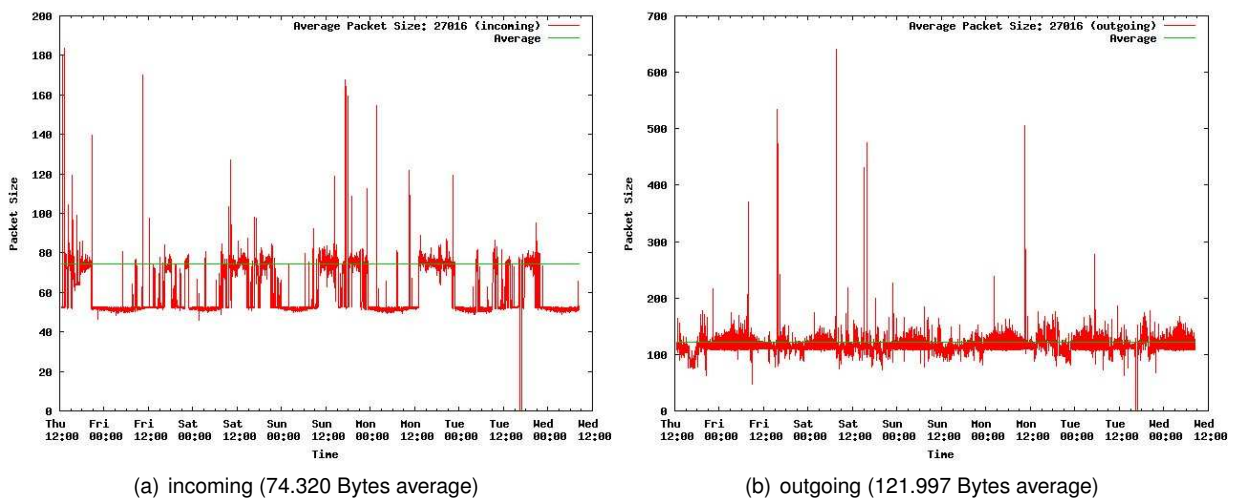 Average Packet Size: 27016 (incoming)
Average
200
180
160
140
120
100
80
60
40
20
0
Packet Size
Thu Fri Fri Sat Sat Sun Sun Mon Mon Tue Tue Wed Wed
12:00 00:00 12:00 00:00 12:00 00:00 12:00 00:00 12:00 00:00 12:00 00:00 12:00
Time
(a) incoming (74.320 Bytes average)
Average Packet Size: 27016 (outgoing)
Average
700
600
500
400
300
200
100
0
Packet Size
Thu Fri Fri Sat Sat Sun Sun Mon Mon Tue Tue Wed Wed
12:00 00:00 12:00 00:00 12:00 00:00 12:00 00:00 12:00 00:00 12:00 00:00 12:00
Time
(b) outgoing (121.997 Bytes average)